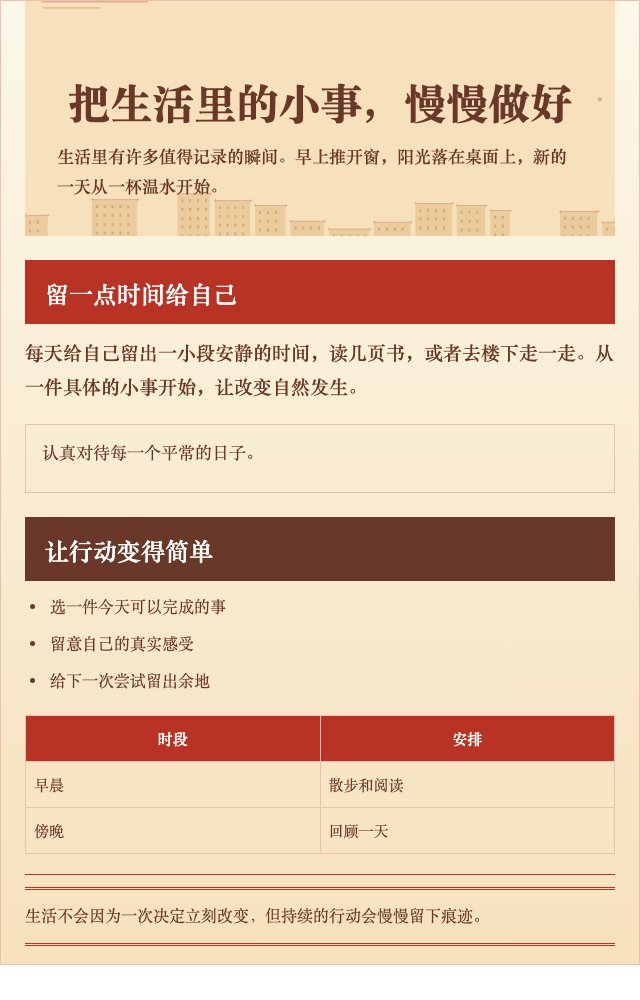 把生活里的小事，慢慢做好
生活里有许多值得记录的瞬间。早上推开窗，阳光落在桌面上，新的
一天从一杯温水开始。
留一点时间给自己
每天给自己留出一小段安静的时间，读几页书，或者去楼下走一走。从
一件具体的小事开始，让改变自然发生。
认真对待每一个平常的日子。
让行动变得简单
• 选一件今天可以完成的事
• 留意自己的真实感受
• 给下一次尝试留出余地
时段 安排
早晨 散步和阅读
傍晚 回顾一天
生活不会因为一次决定立刻改变，但持续的行动会慢慢留下痕迹。